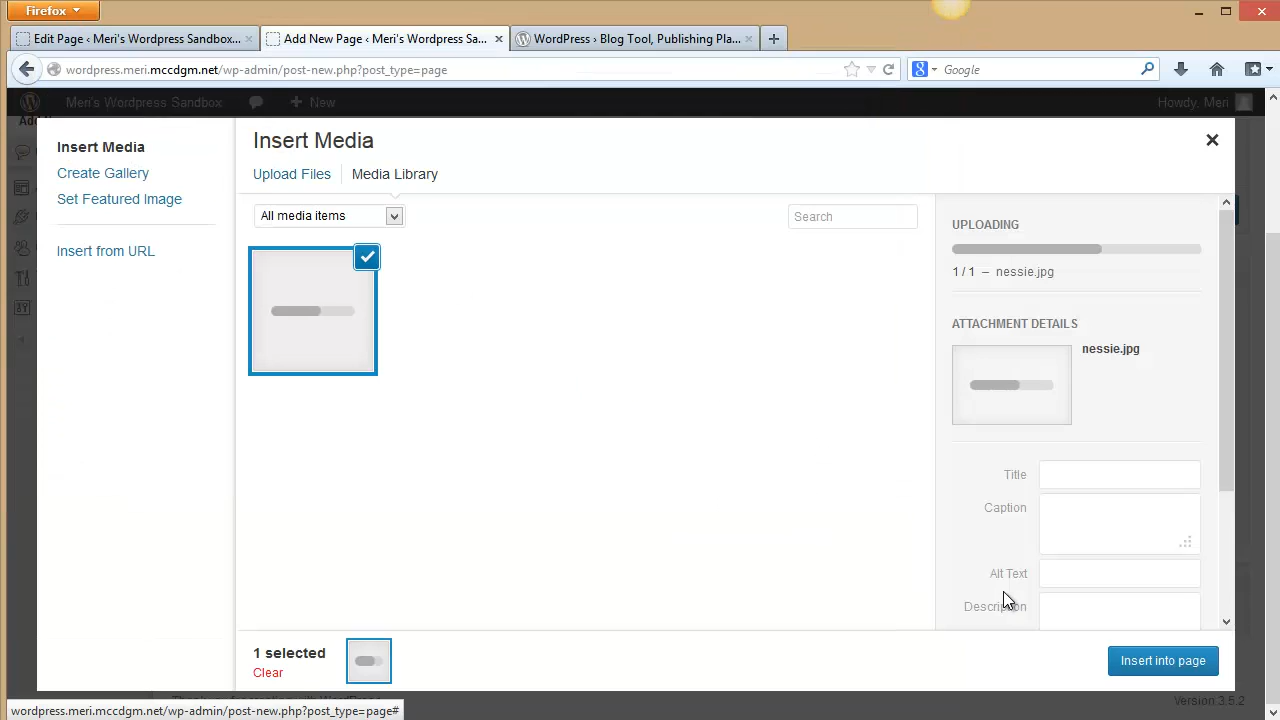 Firefox
Edit Page ‹ Meri's Wordpress Sandbox...
Add New Page ‹ Meri's Wordpress Sa...
WordPress › Blog Tool, Publishing Pla...
wordpress.meri.mccdgm.net/wp-admin/post-new.php?post_type=page
Google
Meri's Wordpress Sandbox
New
Howdy, Meri
Insert Media
Create Gallery
Set Featured Image
Insert from URL
Insert Media
Upload Files
Media Library
All media items
Search
UPLOADING
1 / 1 – nessie.jpg
ATTACHMENT DETAILS
nessie.jpg
Title
Caption
Alt Text
Description
1 selected
Clear
Insert into page
Version 3.5.2
wordpress.meri.mccdgm.net/wp-admin/post-new.php?post_type=page#